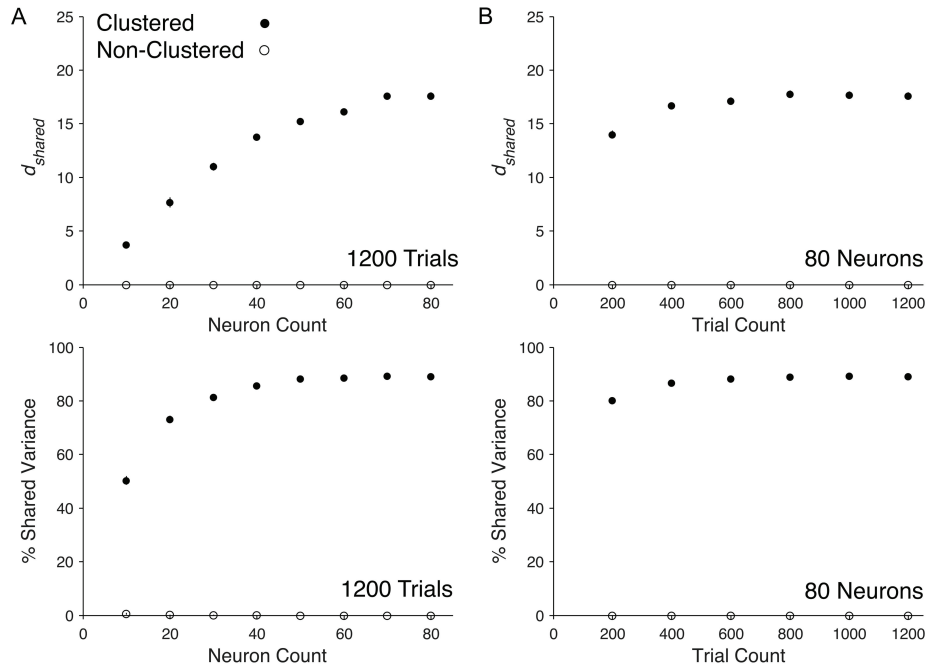 A
25
20
15
10
5
0
d_shared
Clustered
Non-Clustered
1200 Trials
0 20 40 60 80
Neuron Count
B
25
20
15
10
5
0
d_shared
80 Neurons
0 200 400 600 800 1000 1200
Trial Count
100
80
60
40
20
0
% Shared Variance
1200 Trials
0 20 40 60 80
Neuron Count
100
80
60
40
20
0
% Shared Variance
80 Neurons
0 200 400 600 800 1000 1200
Trial Count